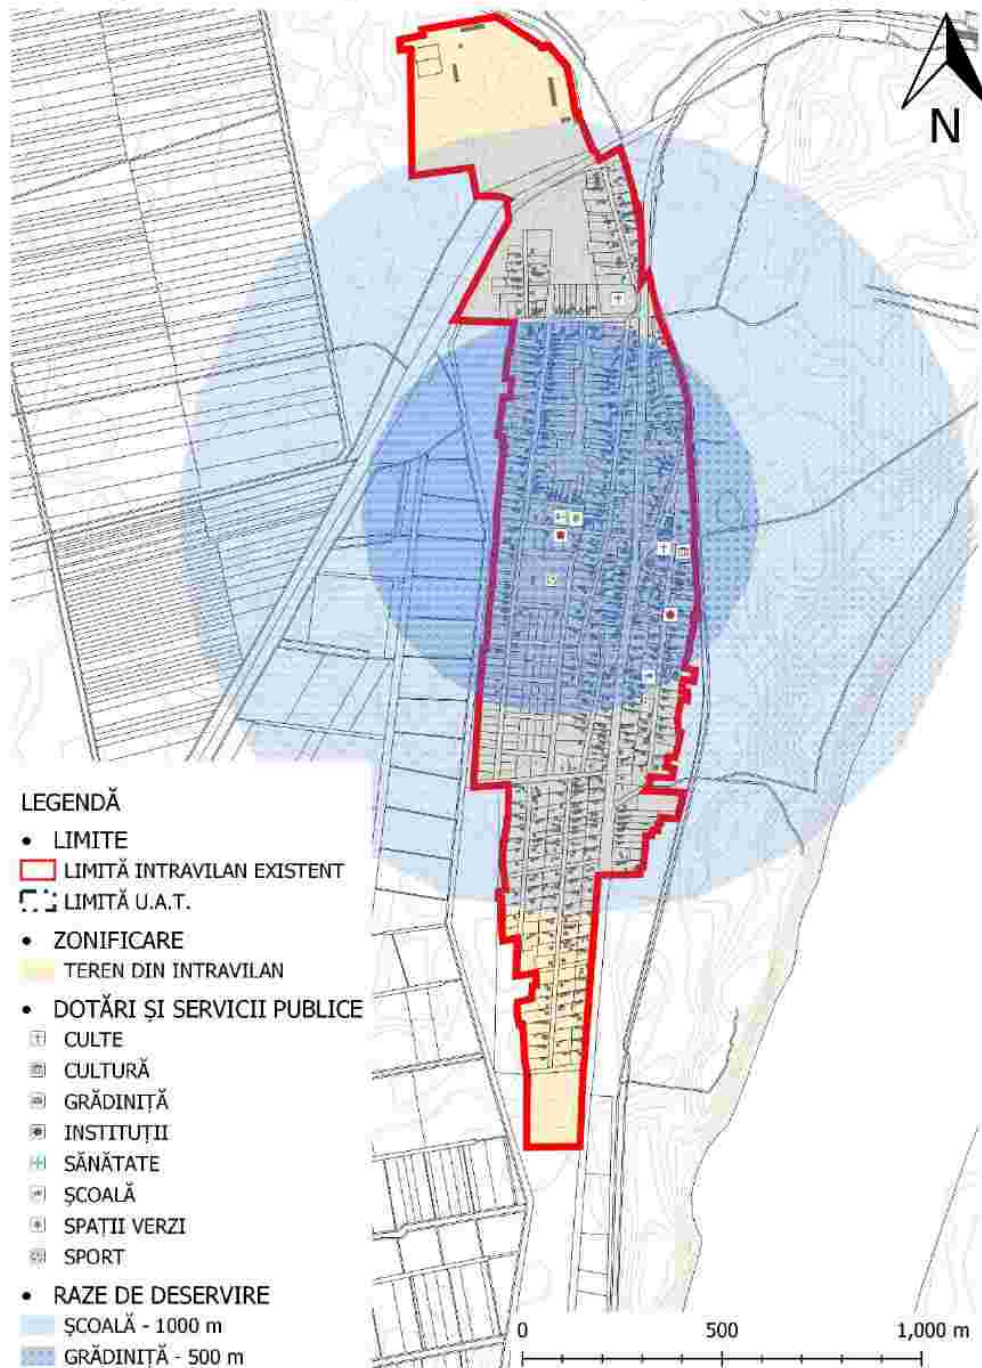 N
LEGENDĂ
• LIMITE
LIMITĂ INTRAVILAN EXISTENT
LIMITĂ U.A.T.
• ZONIFICARE
TEREN DIN INTRAVILAN
• DOTĂRI ȘI SERVICII PUBLICE
CULTE
CULTURĂ
GRĂDINIȚĂ
INSTITUȚII
SĂNĂTATE
ȘCOALĂ
SPAȚII VERZI
SPORT
• RAZE DE DESERVIRE
ȘCOALĂ - 1000 m
GRĂDINIȚĂ - 500 m
0 500 1,000 m